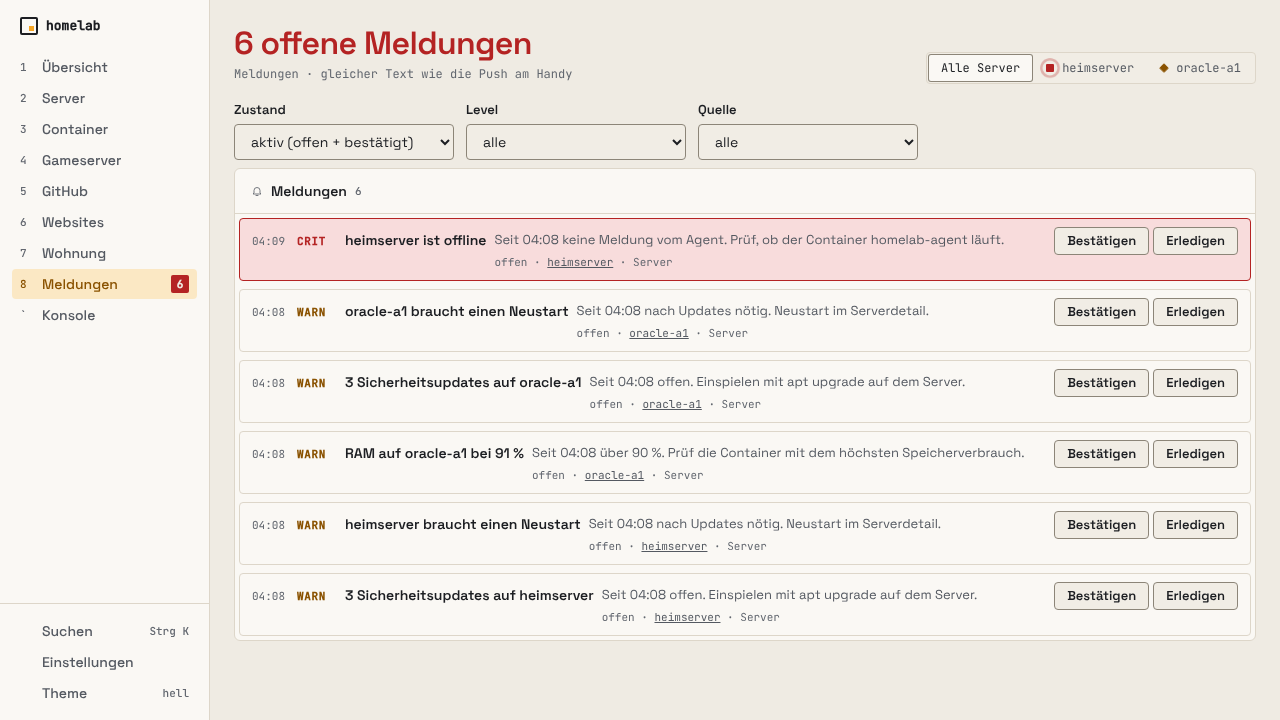 homelab
1 Übersicht
2 Server
3 Container
4 Gameserver
5 GitHub
6 Websites
7 Wohnung
8 Meldungen 6
` Konsole
Suchen Strg K
Einstellungen
Theme hell
6 offene Meldungen
Meldungen · gleicher Text wie die Push am Handy
Alle Server heimserver oracle-a1
Zustand Level Quelle
aktiv (offen + bestätigt) alle alle
Meldungen 6
04:09 CRIT heimserver ist offline Seit 04:08 keine Meldung vom Agent. Prüf, ob der Container homelab-agent läuft. Bestätigen Erledigen
offen · heimserver · Server
04:08 WARN oracle-a1 braucht einen Neustart Seit 04:08 nach Updates nötig. Neustart im Serverdetail. Bestätigen Erledigen
offen · oracle-a1 · Server
04:08 WARN 3 Sicherheitsupdates auf oracle-a1 Seit 04:08 offen. Einspielen mit apt upgrade auf dem Server. Bestätigen Erledigen
offen · oracle-a1 · Server
04:08 WARN RAM auf oracle-a1 bei 91 % Seit 04:08 über 90 %. Prüf die Container mit dem höchsten Speicherverbrauch. Bestätigen Erledigen
offen · oracle-a1 · Server
04:08 WARN heimserver braucht einen Neustart Seit 04:08 nach Updates nötig. Neustart im Serverdetail. Bestätigen Erledigen
offen · heimserver · Server
04:08 WARN 3 Sicherheitsupdates auf heimserver Seit 04:08 offen. Einspielen mit apt upgrade auf dem Server. Bestätigen Erledigen
offen · heimserver · Server